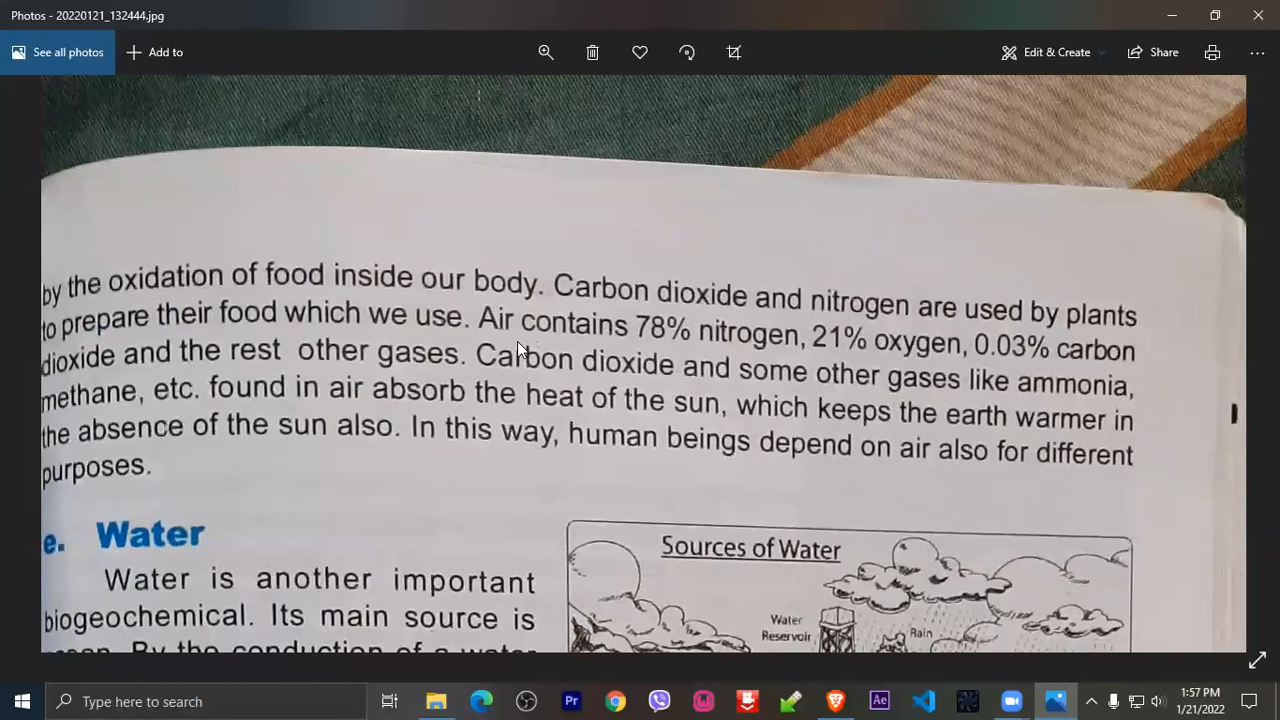 Photos - 20220121_132444.jpg
See all photos
Add to
Edit & Create
Share
by the oxidation of food inside our body. Carbon dioxide and nitrogen are used by plants
to prepare their food which we use. Air contains 78% nitrogen, 21% oxygen, 0.03% carbon
dioxide and the rest other gases. Carbon dioxide and some other gases like ammonia,
methane, etc. found in air absorb the heat of the sun, which keeps the earth warmer in
the absence of the sun also. In this way, human beings depend on air also for different
purposes.
e. Water
Water is another important
biogeochemical. Its main source is
ocean. By the conduction of a water
Sources of Water
Water
Reservoir
Rain
Type here to search
1:57 PM
1/21/2022